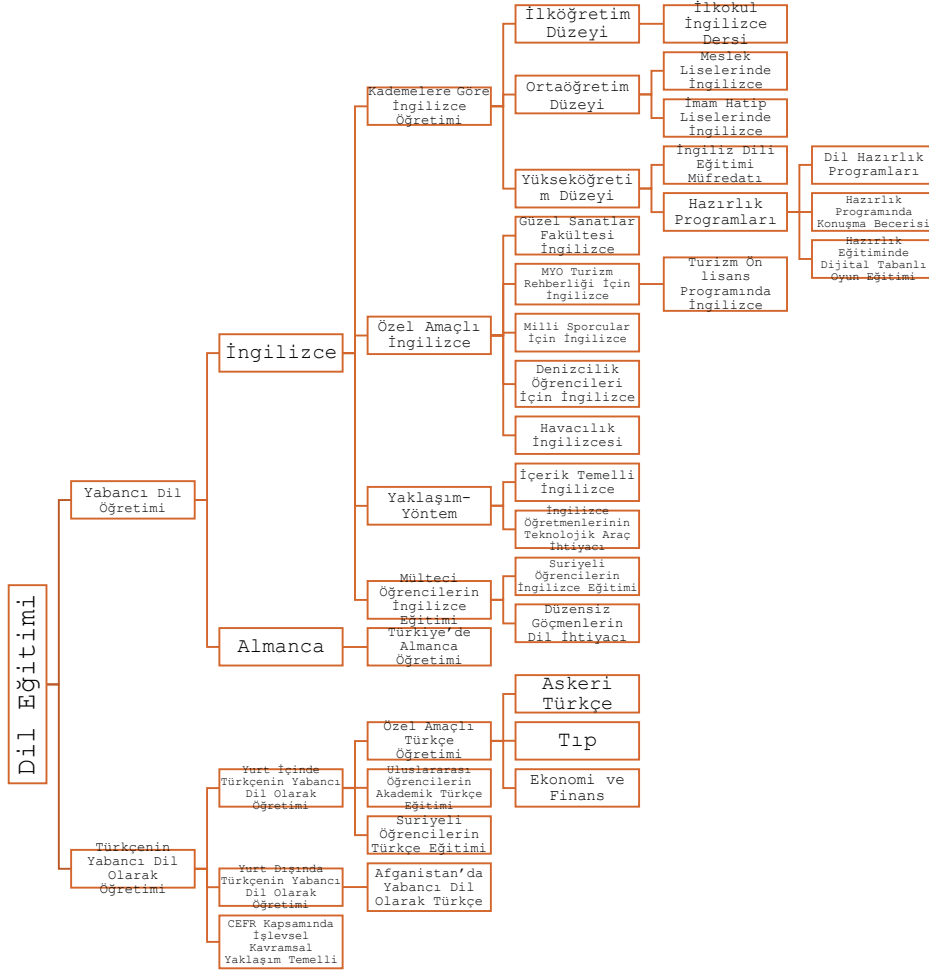 Dil Eğitimi
Yabancı Dil
Öğretimi
İngilizce
Kademelere Göre
İngilizce
Öğretimi
İlköğretim
Düzeyi
İlkokul
İngilizce
Dersi
Ortaöğretim
Düzeyi
Meslek
Liselerinde
İngilizce
İmam Hatip
Liselerinde
İngilizce
Yükseköğreti
m Düzeyi
İngiliz Dili
Eğitimi
Müfredatı
Hazırlık
Programları
Dil Hazırlık
Programları
Hazırlık
Programında
Konuşma Becerisi
Hazırlık
Eğitiminde
Dijital Tabanlı
Oyun Eğitimi
Özel Amaçlı
İngilizce
Güzel Sanatlar
Fakültesi
İngilizce
MYO Turizm
Rehberliği İçin
İngilizce
Turizm Ön
lisans
Programında
İngilizce
Milli Sporcular
İçin İngilizce
Denizcilik
Öğrencileri
İçin İngilizce
Havacılık
İngilizcesi
Yaklaşım-
Yöntem
İçerik Temelli
İngilizce
İngilizce
Öğretmenlerinin
Teknolojik Araç
İhtiyacı
Mülteci
Öğrencilerin
İngilizce
Eğitimi
Suriyeli
Öğrencilerin
İngilizce Eğitimi
Düzensiz
Göçmenlerin
Dil İhtiyacı
Almanca
Türkiye’de
Almanca
Öğretimi
Türkçenin
Yabancı Dil
Olarak
Öğretimi
Yurt İçinde
Türkçenin Yabancı
Dil Olarak
Öğretimi
Özel Amaçlı
Türkçe
Öğretimi
Askeri
Türkçe
Tıp
Ekonomi ve
Finans
Uluslararası
Öğrencilerin
Akademik Türkçe
Eğitimi
Suriyeli
Öğrencilerin
Türkçe Eğitimi
Yurt Dışında
Türkçenin Yabancı
Dil Olarak
Öğretimi
Afganistan’da
Yabancı Dil
Olarak Türkçe
CEFR Kapsamında
İşlevsel
Kavramsal
Yaklaşım Temelli